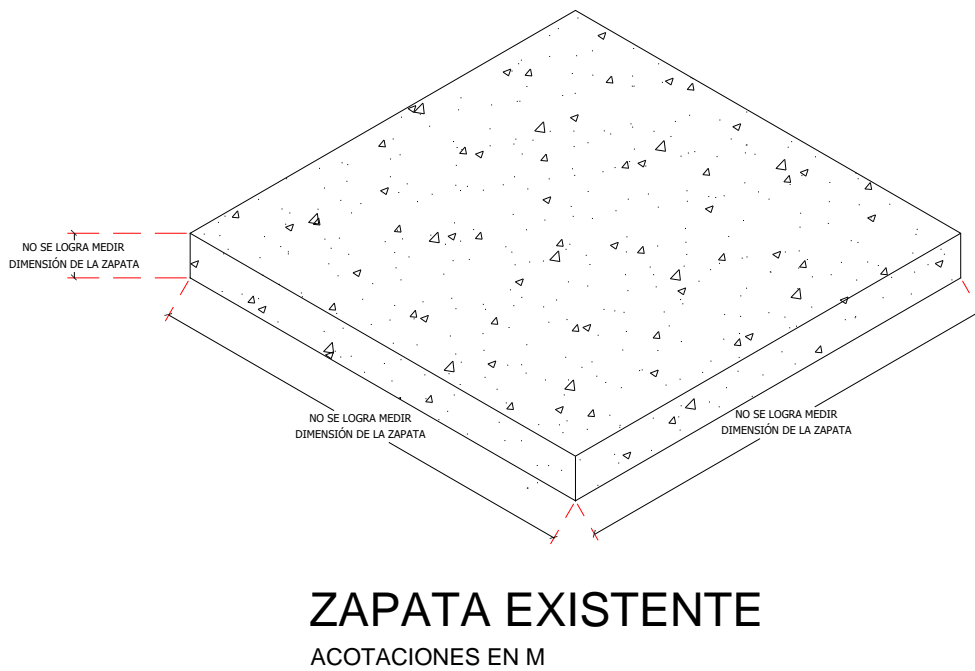 NO SE LOGRA MEDIR
DIMENSIÓN DE LA ZAPATA
NO SE LOGRA MEDIR
DIMENSIÓN DE LA ZAPATA
NO SE LOGRA MEDIR
DIMENSIÓN DE LA ZAPATA
ZAPATA EXISTENTE
ACOTACIONES EN M